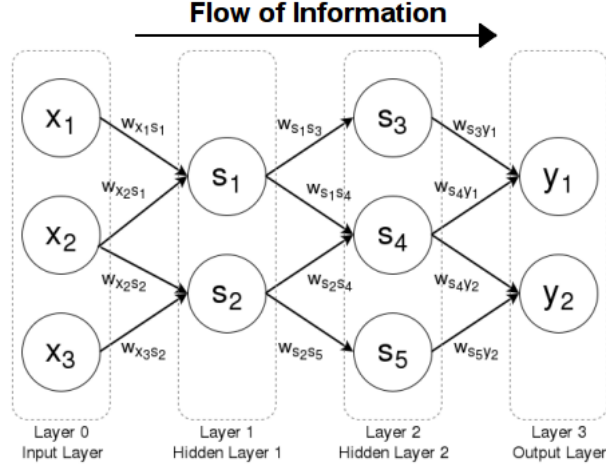 Flow of Information
x1
x2
x3
wx1s1
wx2s1
wx2s2
wx3s2
s1
s2
ws1s3
ws1s4
ws2s4
ws2s5
s3
s4
s5
ws3y1
ws4y1
ws4y2
ws5y2
y1
y2
Layer 0
Input Layer
Layer 1
Hidden Layer 1
Layer 2
Hidden Layer 2
Layer 3
Output Layer